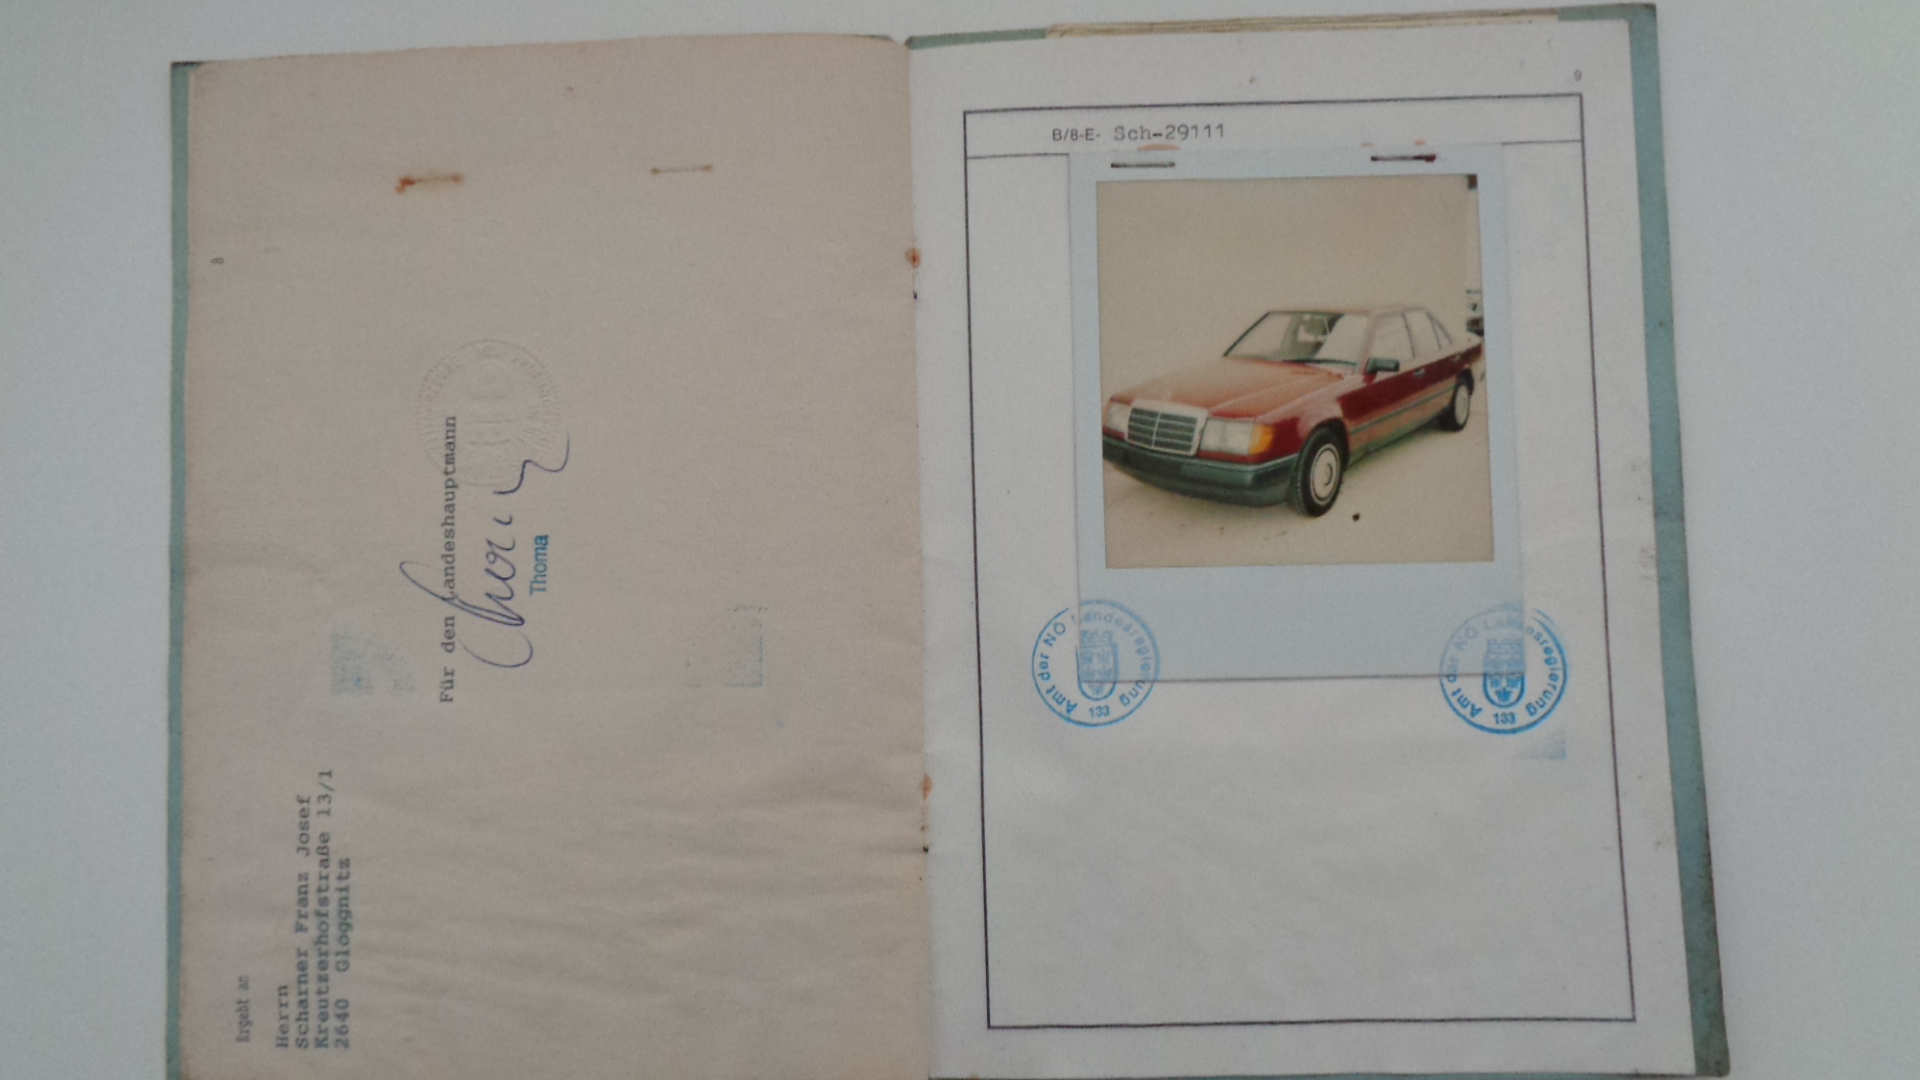 8
Für den Landeshauptmann
Thoma
Ergeht an
Herrn
Scharner Franz Josef
Kreutzerhofstraße 13/1
2640 Gloggnitz
9
B/8-E- Sch-29111
Amt der NÖ Landesregierung
133
Amt der NÖ Landesregierung
133